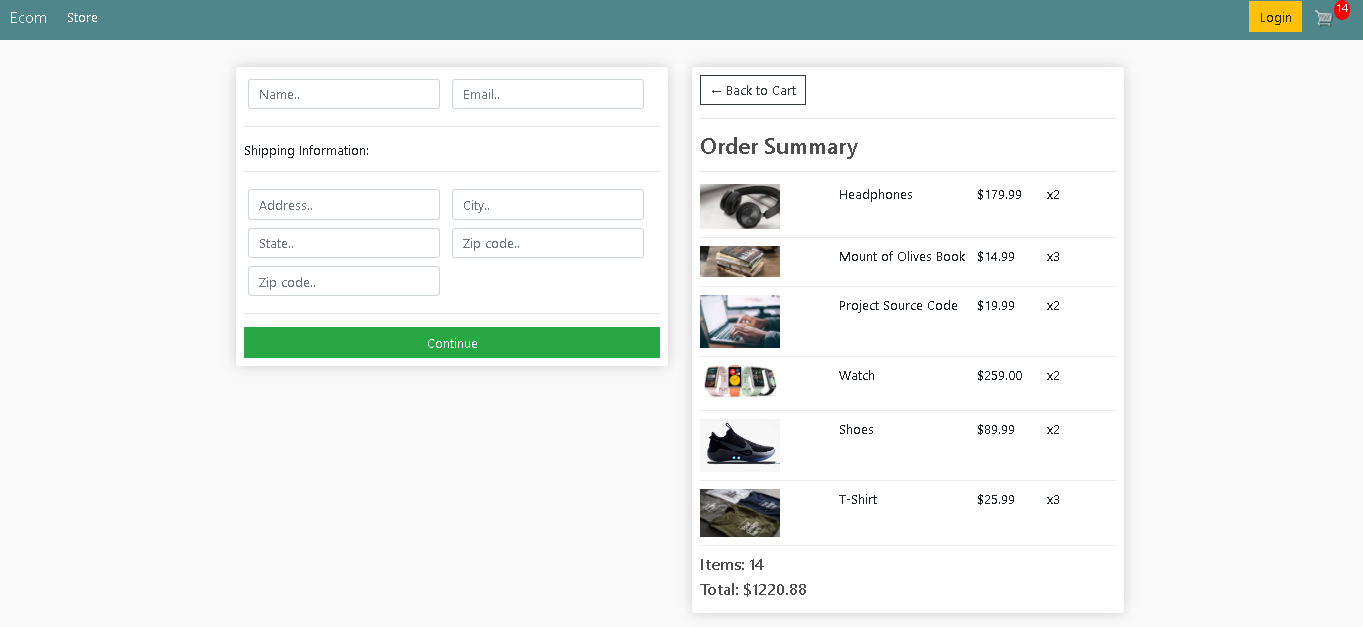 Ecom Store Login 14
Name.. Email..
Shipping Information:
Address.. City..
State.. Zip code..
Zip code..
Continue
← Back to Cart
Order Summary
Headphones $179.99 x2
Mount of Olives Book $14.99 x3
Project Source Code $19.99 x2
Watch $259.00 x2
Shoes $89.99 x2
T-Shirt $25.99 x3
Items: 14
Total: $1220.88